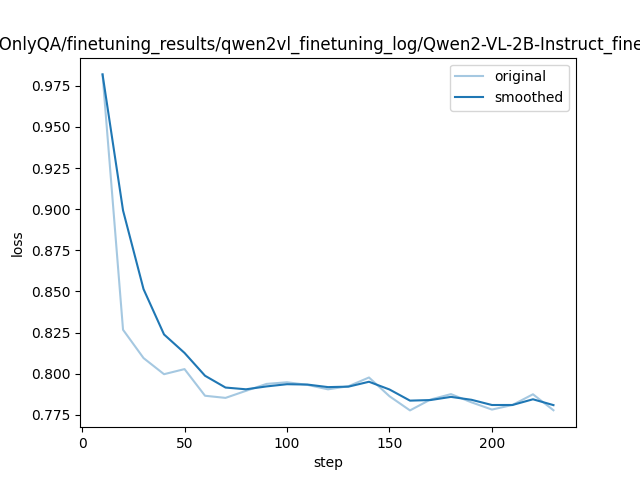 OnlyQA/finetuning_results/qwen2vl_finetuning_log/Qwen2-VL-2B-Instruct_fine
original
smoothed
0.975
0.950
0.925
0.900
0.875
0.850
0.825
0.800
0.775
loss
0
50
100
150
200
step